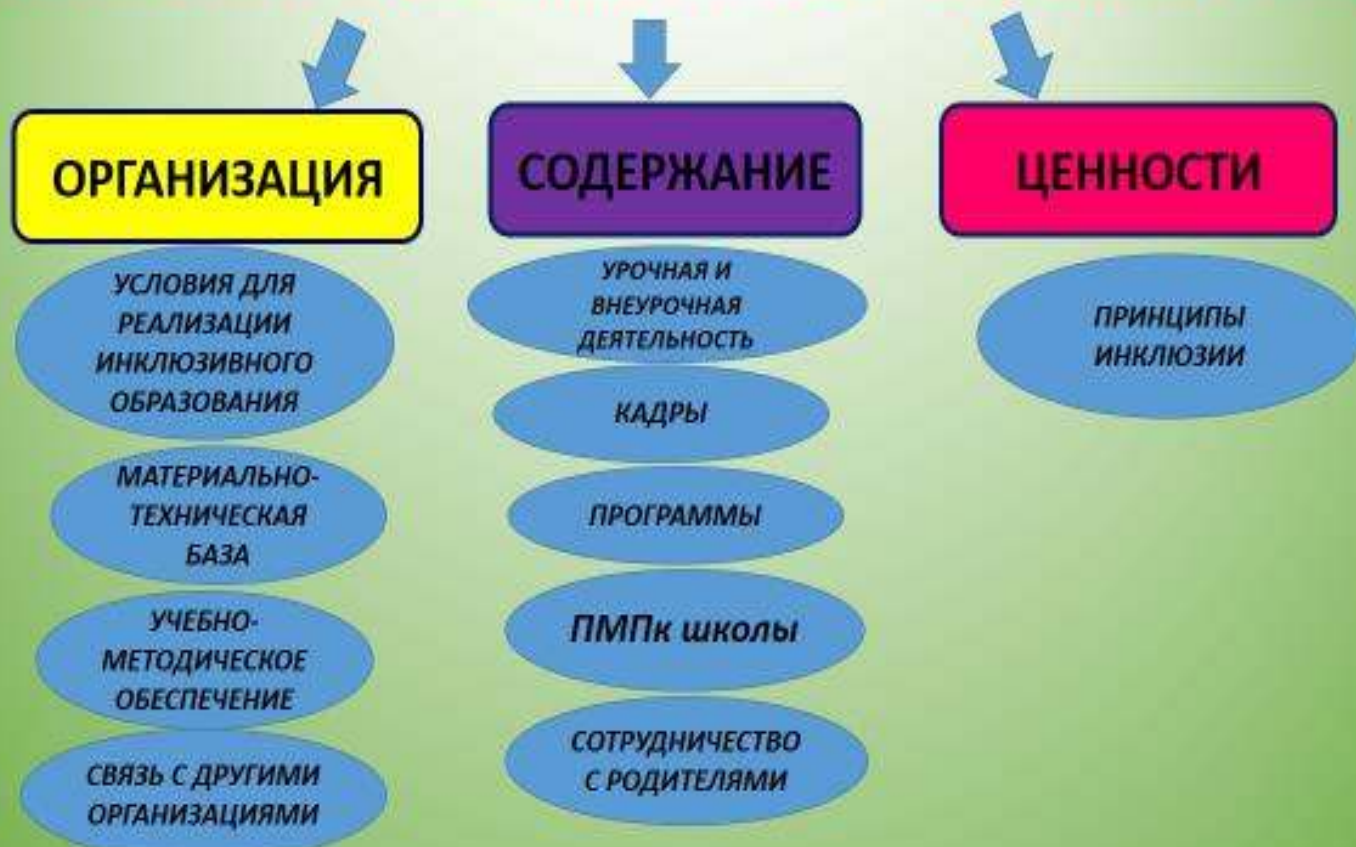 ОРГАНИЗАЦИЯ
УСЛОВИЯ ДЛЯ
РЕАЛИЗАЦИИ
ИНКЛЮЗИВНОГО
ОБРАЗОВАНИЯ
МАТЕРИАЛЬНО-
ТЕХНИЧЕСКАЯ
БАЗА
УЧЕБНО-
МЕТОДИЧЕСКОЕ
ОБЕСПЕЧЕНИЕ
СВЯЗЬ С ДРУГИМИ
ОРГАНИЗАЦИЯМИ
СОДЕРЖАНИЕ
УРОЧНАЯ И
ВНЕУРОЧНАЯ
ДЕЯТЕЛЬНОСТЬ
КАДРЫ
ПРОГРАММЫ
ПМПк школы
СОТРУДНИЧЕСТВО
С РОДИТЕЛЯМИ
ЦЕННОСТИ
ПРИНЦИПЫ
ИНКЛЮЗИИ